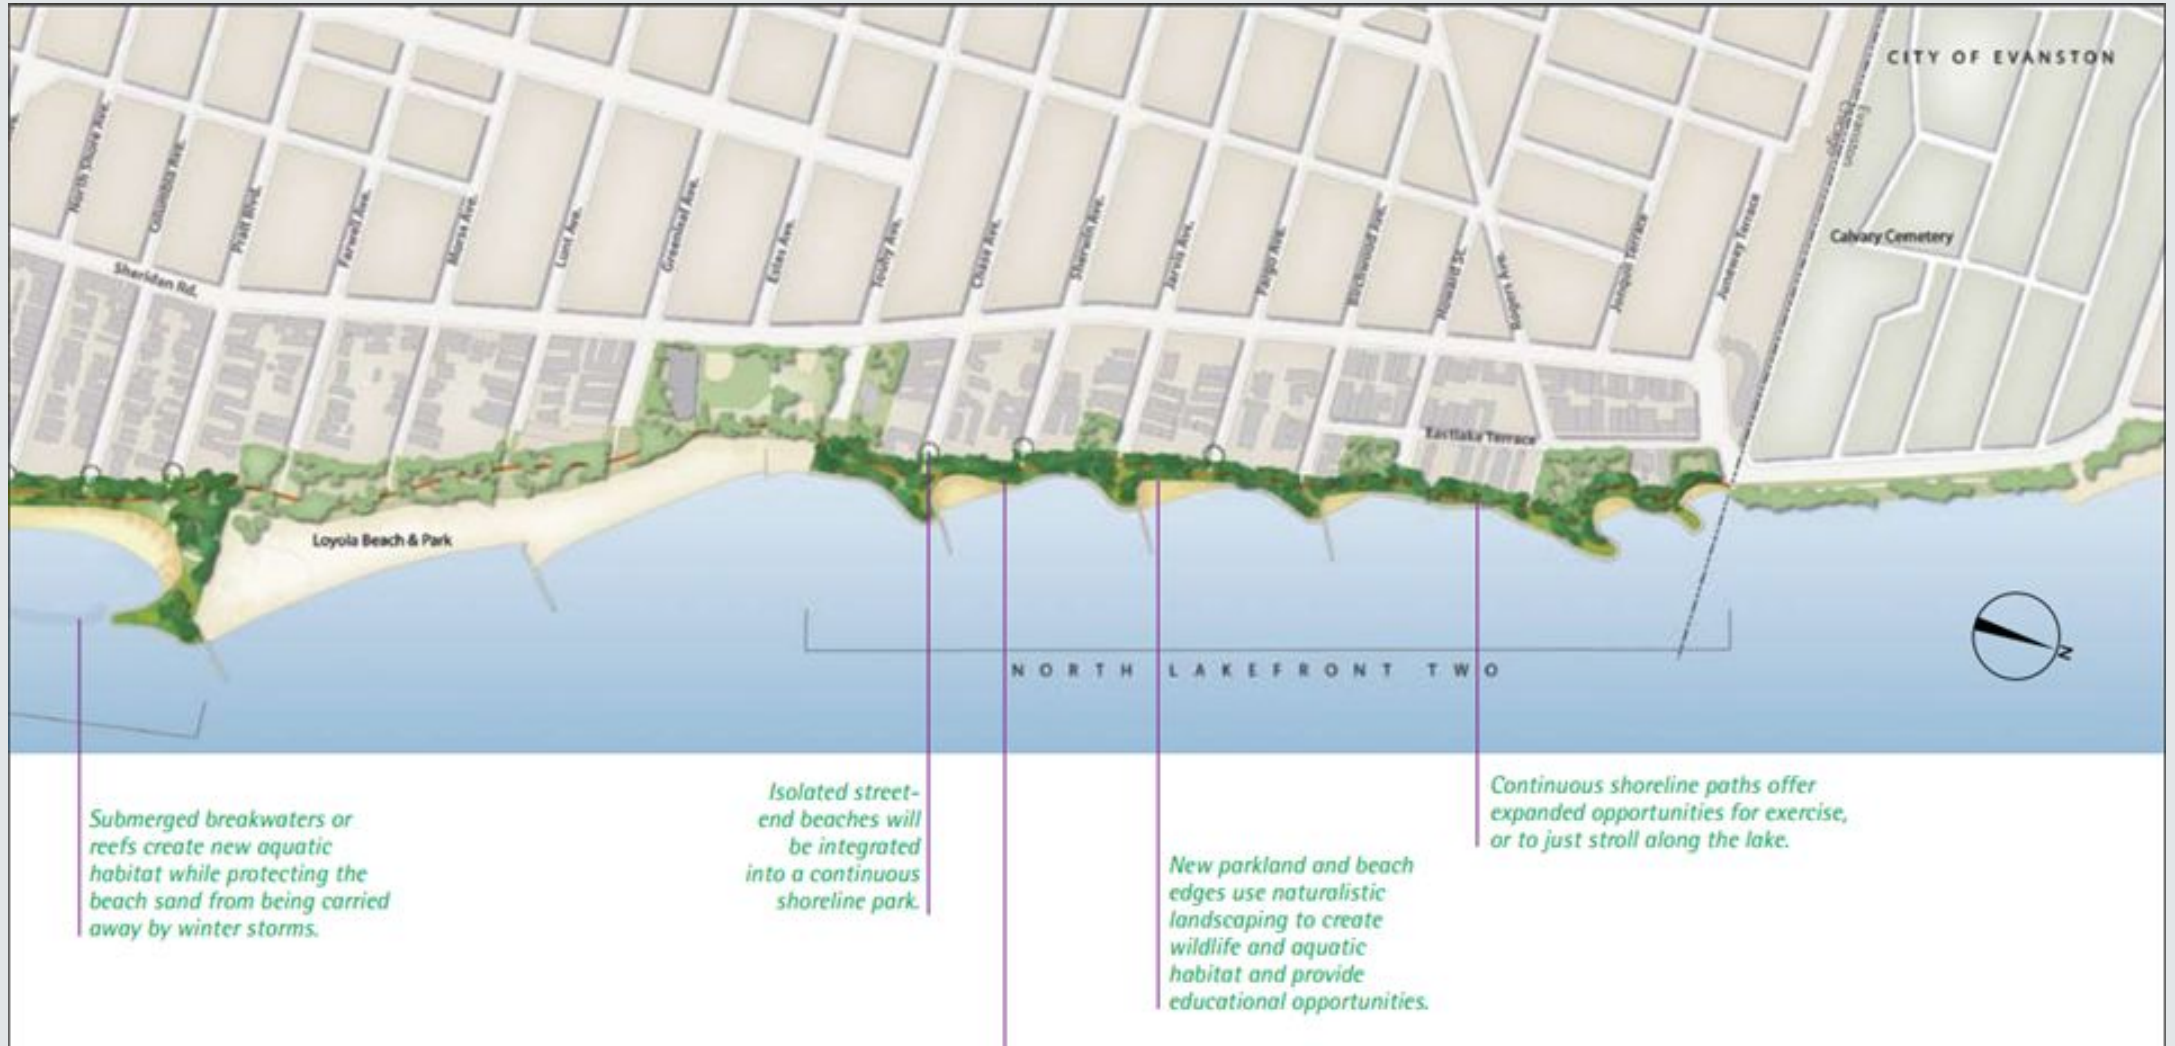 CITY OF EVANSTON
Evanston
Chicago
North Shore Ave.
Columbia Ave.
Pratt Blvd.
Farwell Ave.
Morse Ave.
Lunt Ave.
Greenleaf Ave.
Estes Ave.
Touhy Ave.
Chase Ave.
Sherwin Ave.
Jarvis Ave.
Fargo Ave.
Birchwood Ave.
Howard St.
Rogers Ave.
Jonquil Terrace
Juneway Terrace
Calvary Cemetery
Sheridan Rd.
Eastlake Terrace
Loyola Beach & Park
NORTH LAKEFRONT TWO
N
Submerged breakwaters or
reefs create new aquatic
habitat while protecting the
beach sand from being carried
away by winter storms.
Isolated street-
end beaches will
be integrated
into a continuous
shoreline park.
New parkland and beach
edges use naturalistic
landscaping to create
wildlife and aquatic
habitat and provide
educational opportunities.
Continuous shoreline paths offer
expanded opportunities for exercise,
or to just stroll along the lake.